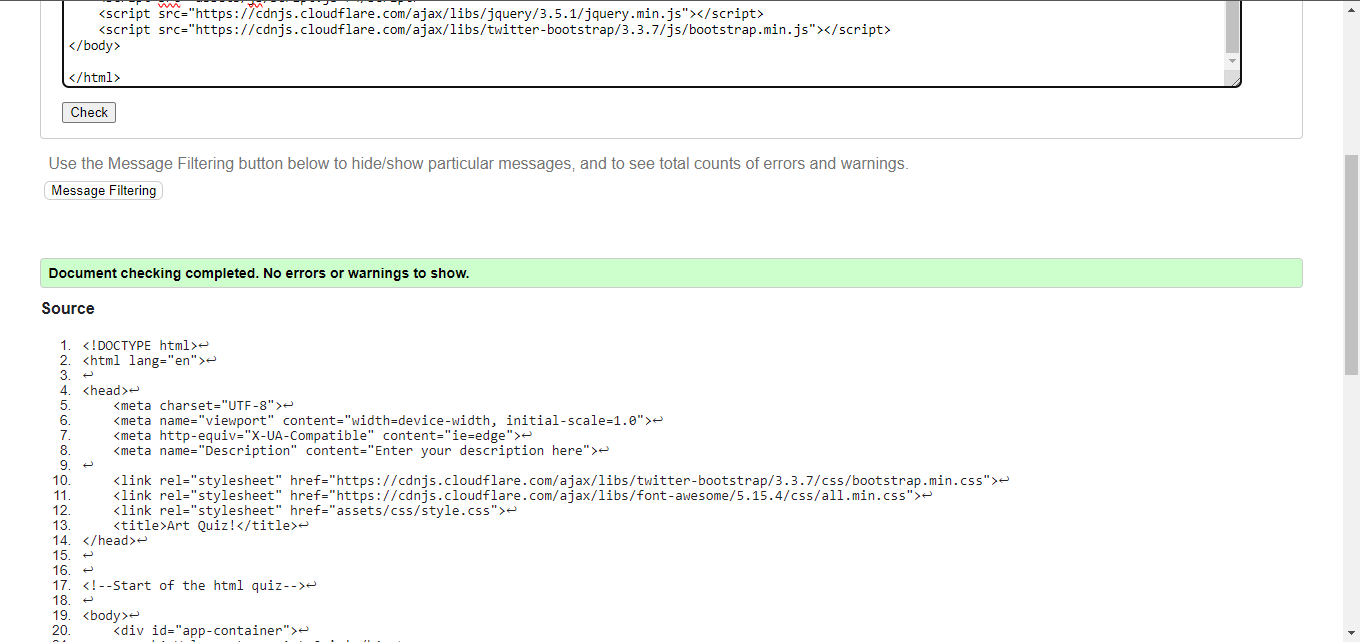 <script src="https://cdnjs.cloudflare.com/ajax/libs/jquery/3.5.1/jquery.min.js"></script>
<script src="https://cdnjs.cloudflare.com/ajax/libs/twitter-bootstrap/3.3.7/js/bootstrap.min.js"></script>
</body>
</html>
Check
Use the Message Filtering button below to hide/show particular messages, and to see total counts of errors and warnings.
Message Filtering
Document checking completed. No errors or warnings to show.
Source
1. <!DOCTYPE html>↩
2. <html lang="en">↩
3. ↩
4. <head>↩
5. <meta charset="UTF-8">↩
6. <meta name="viewport" content="width=device-width, initial-scale=1.0">↩
7. <meta http-equiv="X-UA-Compatible" content="ie=edge">↩
8. <meta name="Description" content="Enter your description here">↩
9. ↩
10. <link rel="stylesheet" href="https://cdnjs.cloudflare.com/ajax/libs/twitter-bootstrap/3.3.7/css/bootstrap.min.css">↩
11. <link rel="stylesheet" href="https://cdnjs.cloudflare.com/ajax/libs/font-awesome/5.15.4/css/all.min.css">↩
12. <link rel="stylesheet" href="assets/css/style.css">↩
13. <title>Art Quiz!</title>↩
14. </head>↩
15. ↩
16. ↩
17. <!--Start of the html quiz-->↩
18. ↩
19. <body>↩
20. <div id="app-container">↩